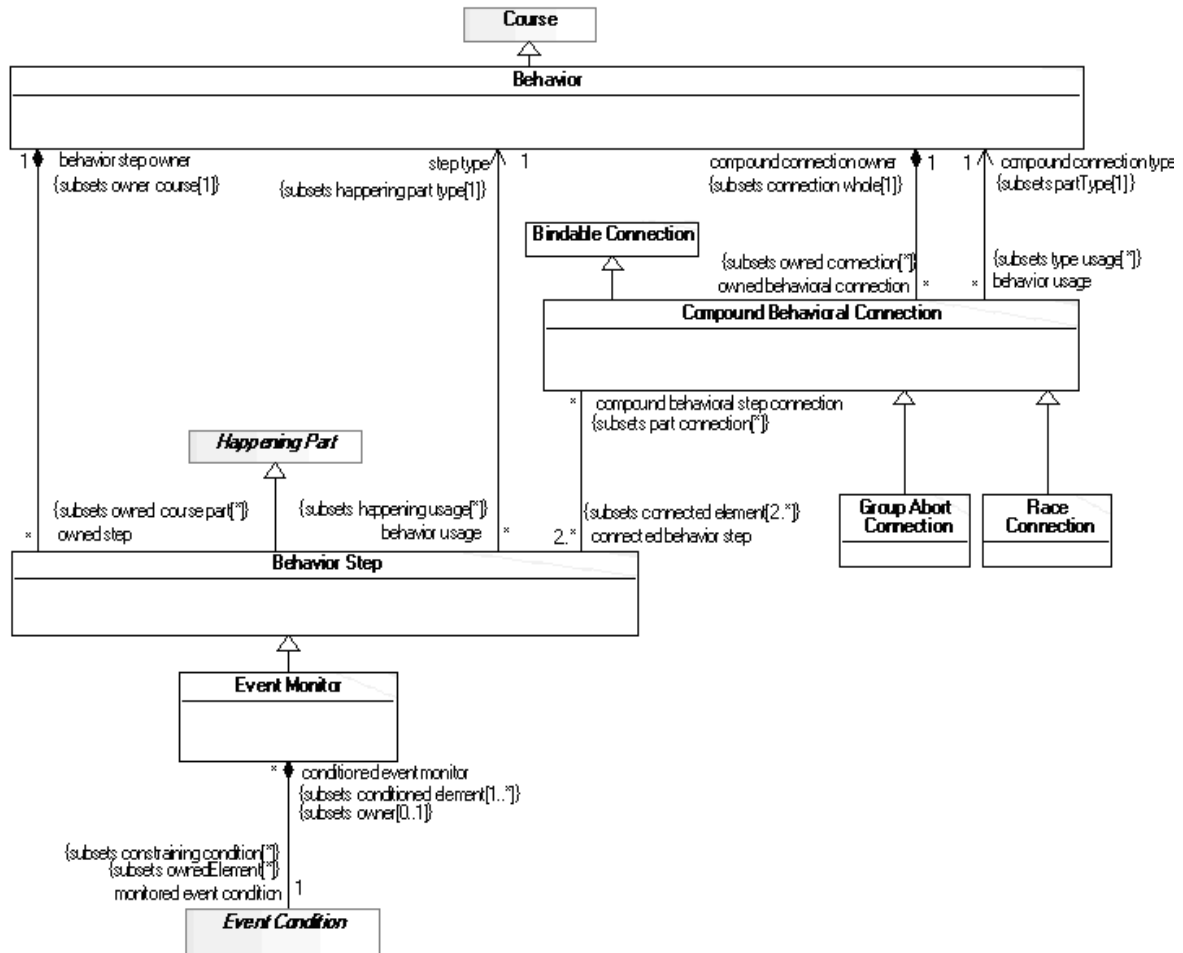 Course
Behavior
1
behavior step owner
{subsets owner course[1]}
step type
1
{subsets happening part type[1]}
compound connection owner
1
{subsets connection whole[1]}
1
compound connection type
{subsets partType[1]}
Bindable Connection
{subsets owned connection[*]}
owned behavioral connection
*
{subsets type usage[*]}
*
behavior usage
Compound Behavioral Connection
*
compound behavioral step connection
{subsets part connection[*]}
Happening Part
{subsets owned course part[*]}
*
owned step
{subsets happening usage[*]}
behavior usage
*
{subsets connected element[2..*]}
2..*
connected behavior step
Group Abort
Connection
Race
Connection
Behavior Step
Event Monitor
*
conditioned event monitor
{subsets conditioned element[1..*]}
{subsets owner[0..1]}
{subsets constraining condition[*]}
{subsets ownedElement[*]}
monitored event condition
1
Event Condition